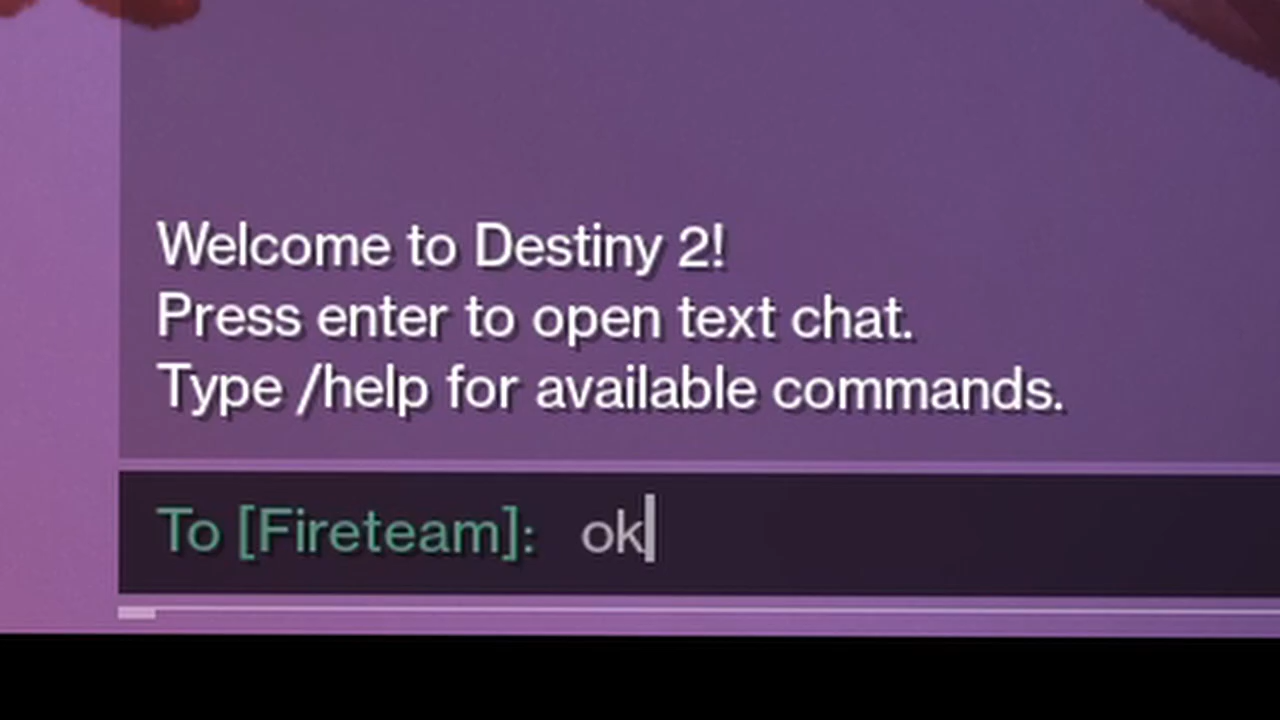 Welcome to Destiny 2!
Press enter to open text chat.
Type /help for available commands.
To [Fireteam]: ok